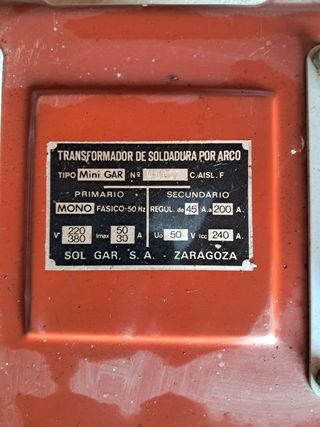 TRANSFORMADOR DE SOLDADURA POR ARCO
TIPO Mini GAR Nº C/AISL. F
PRIMARIO SECUNDARIO
MONO FASICO-50 Hz REGUL. de 45 A. a 200 A.
Vº 220 380 Imax 50 30 A Uo 50 V Icc 240 A.
SOL GAR, S.A. - ZARAGOZA